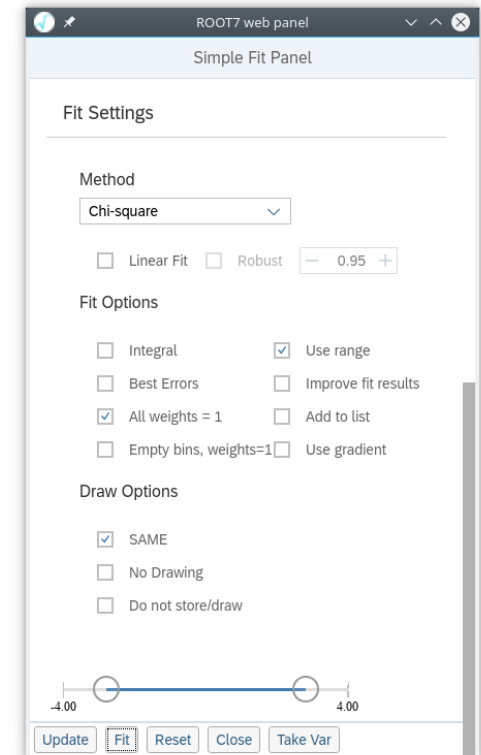 ROOT7 web panel
Simple Fit Panel
Fit Settings
Method
Chi-square
Linear Fit Robust 0.95
Fit Options
Integral Use range
Best Errors Improve fit results
All weights = 1 Add to list
Empty bins, weights=1 Use gradient
Draw Options
SAME
No Drawing
Do not store/draw
-4.00 4.00
Update Fit Reset Close Take Var